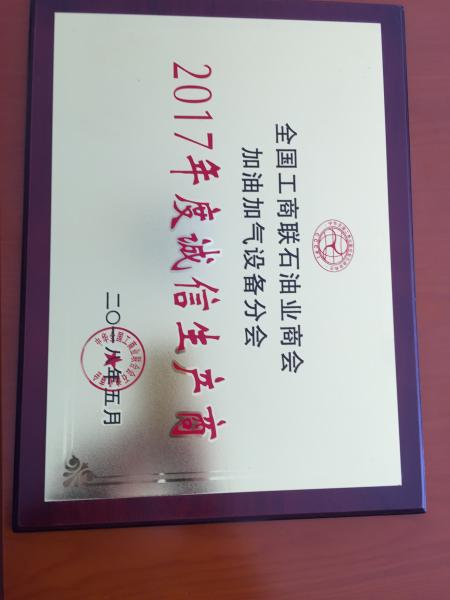 全国工商联石油业商会
加油加气设备分会
2017年度诚信生产商
二〇一八年五月